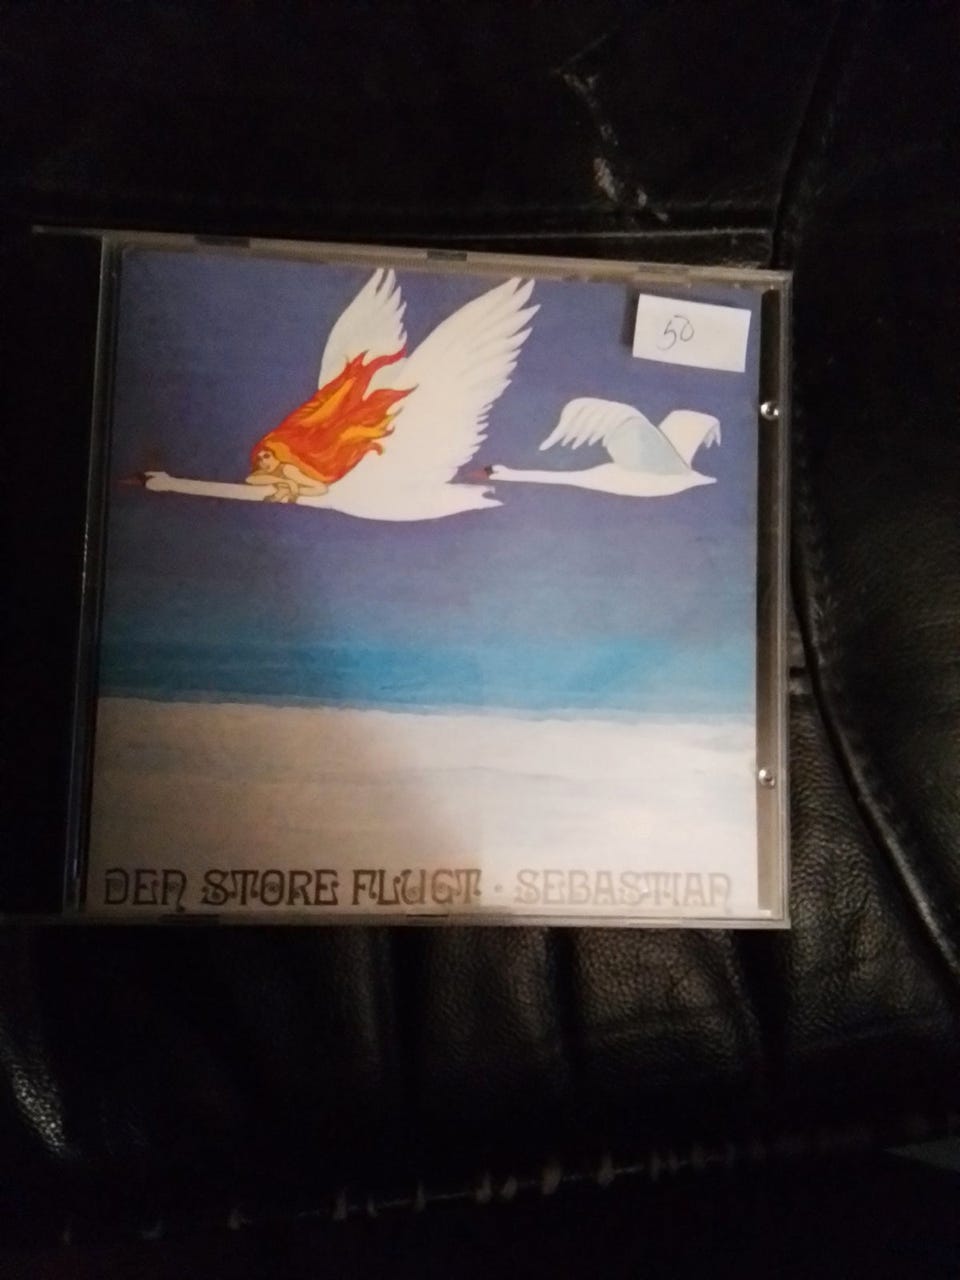 50
DEN STORE FLUGT · SEBASTIAN